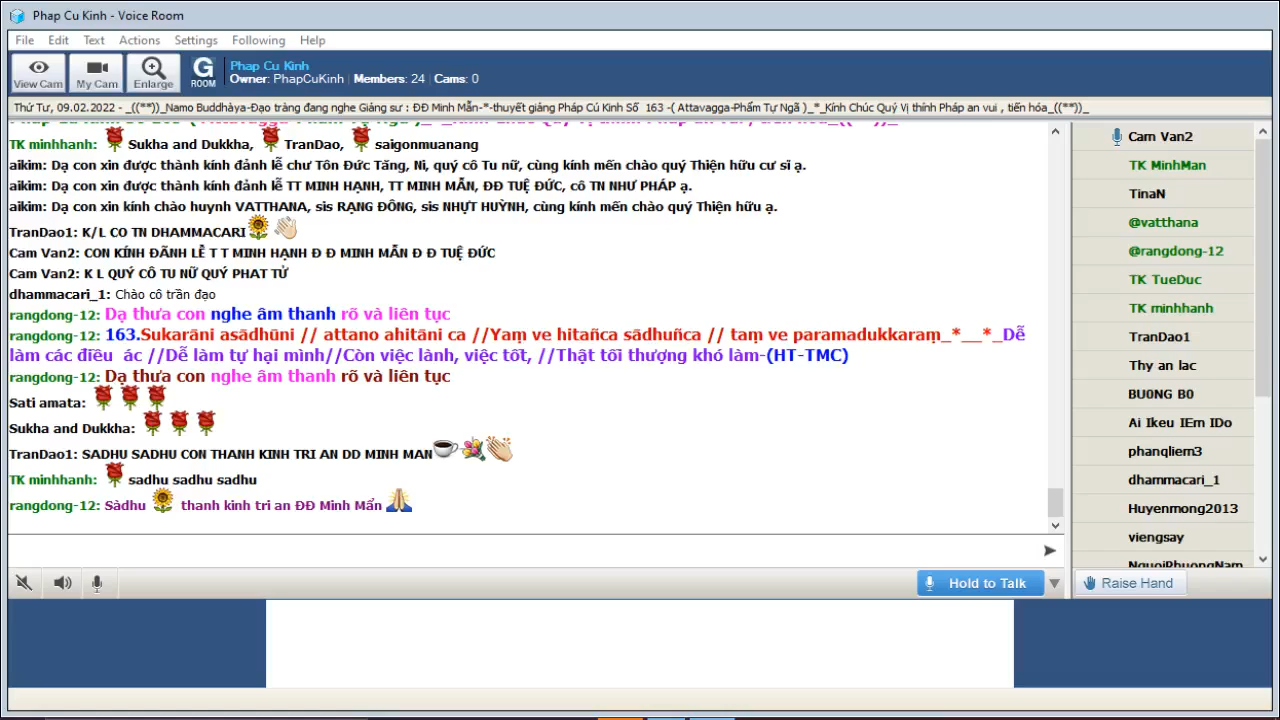 Phap Cu Kinh - Voice Room
File Edit Text Actions Settings Following Help
View Cam My Cam Enlarge G ROOM
Phap Cu Kinh
Owner: PhapCuKinh Members: 24 Cams: 0
Thứ Tư, 09.02.2022 - _((**))_Namo Buddhàya-Đạo tràng đang nghe Giảng sư : ĐĐ Minh Mẫn-*-thuyết giảng Pháp Cú Kinh Số 163 -( Attavagga-Phẩm Tự Ngã )_*_Kính Chúc Quý Vị thính Pháp an vui , tiến hóa_((**))_
TK minhhanh: Sukha and Dukkha, TranDao, saigonmuanang
aikim: Dạ con xin được thành kính đảnh lễ chư Tôn Đức Tăng, Ni, quý cô Tu nữ, cùng kính mến chào quý Thiện hữu cư sĩ ạ.
aikim: Dạ con xin được thành kính đảnh lễ TT MINH HẠNH, TT MINH MẪN, ĐĐ TUỆ ĐỨC, cô TN NHƯ PHÁP ạ.
aikim: Dạ con xin kính chào huynh VATTHANA, sis RẠNG ĐÔNG, sis NHỰT HUỲNH, cùng kính mến chào quý Thiện hữu ạ.
TranDao1: K/L CO TN DHAMMACARI
Cam Van2: CON KÍNH ĐÃNH LỄ T T MINH HẠNH Đ Đ MINH MẪN Đ Đ TUỆ ĐỨC
Cam Van2: K L QUÝ CÔ TU NỮ QUÝ PHAT TỬ
dhammacari_1: Chào cô trần đạo
rangdong-12: Dạ thưa con nghe âm thanh rõ và liên tục
rangdong-12: 163.Sukarāni asādhūni // attano ahitāni ca //Yaṃ ve hitañca sādhuñca // taṃ ve paramadukkaraṃ_*__*_Dễ
làm các điều ác //Dễ làm tự hại mình//Còn việc lành, việc tốt, //Thật tối thượng khó làm-(HT-TMC)
rangdong-12: Dạ thưa con nghe âm thanh rõ và liên tục
Sati amata:
Sukha and Dukkha:
TranDao1: SADHU SADHU CON THANH KINH TRI AN DD MINH MAN
TK minhhanh: sadhu sadhu sadhu
rangdong-12: Sàdhu thanh kinh tri an ĐĐ Minh Mẩn
Hold to Talk
Cam Van2
TK MinhMan
TinaN
@vatthana
@rangdong-12
TK TueDuc
TK minhhanh
TranDao1
Thy an lac
BU0NG B0
Ai Ikeu IEm IDo
phanqliem3
dhammacari_1
Huyenmong2013
viengsay
NguoiPhuongNam
Raise Hand